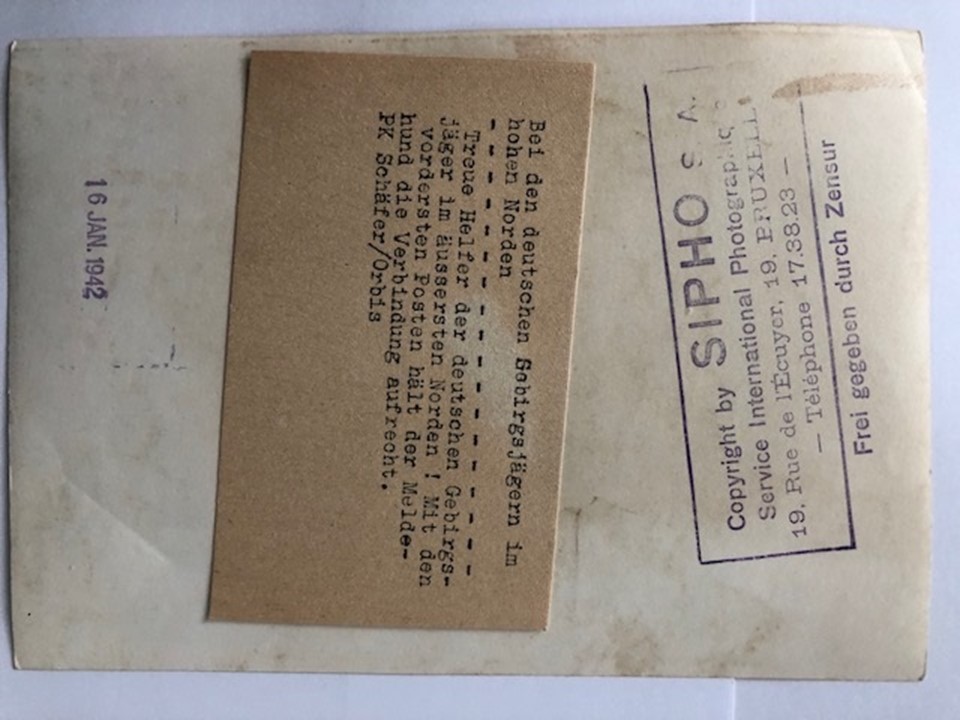 Bei den deutschen Gebirgsjägern im
hohen Norden
- - - - - - - - - - - - - - -
Treue Helfer der deutschen Gebirgs-
jäger im äussersten Norden ! Mit den
vordersten Posten hält der Melde-
hund die Verbindung aufrecht.
PK Schäfer/Orbis
Copyright by SIPHO S. A.
Service International Photographic
19, Rue de l'Écuyer, 19, BRUXELL
— Téléphone 17.38.23 —
Frei gegeben durch Zensur
16 JAN. 1942